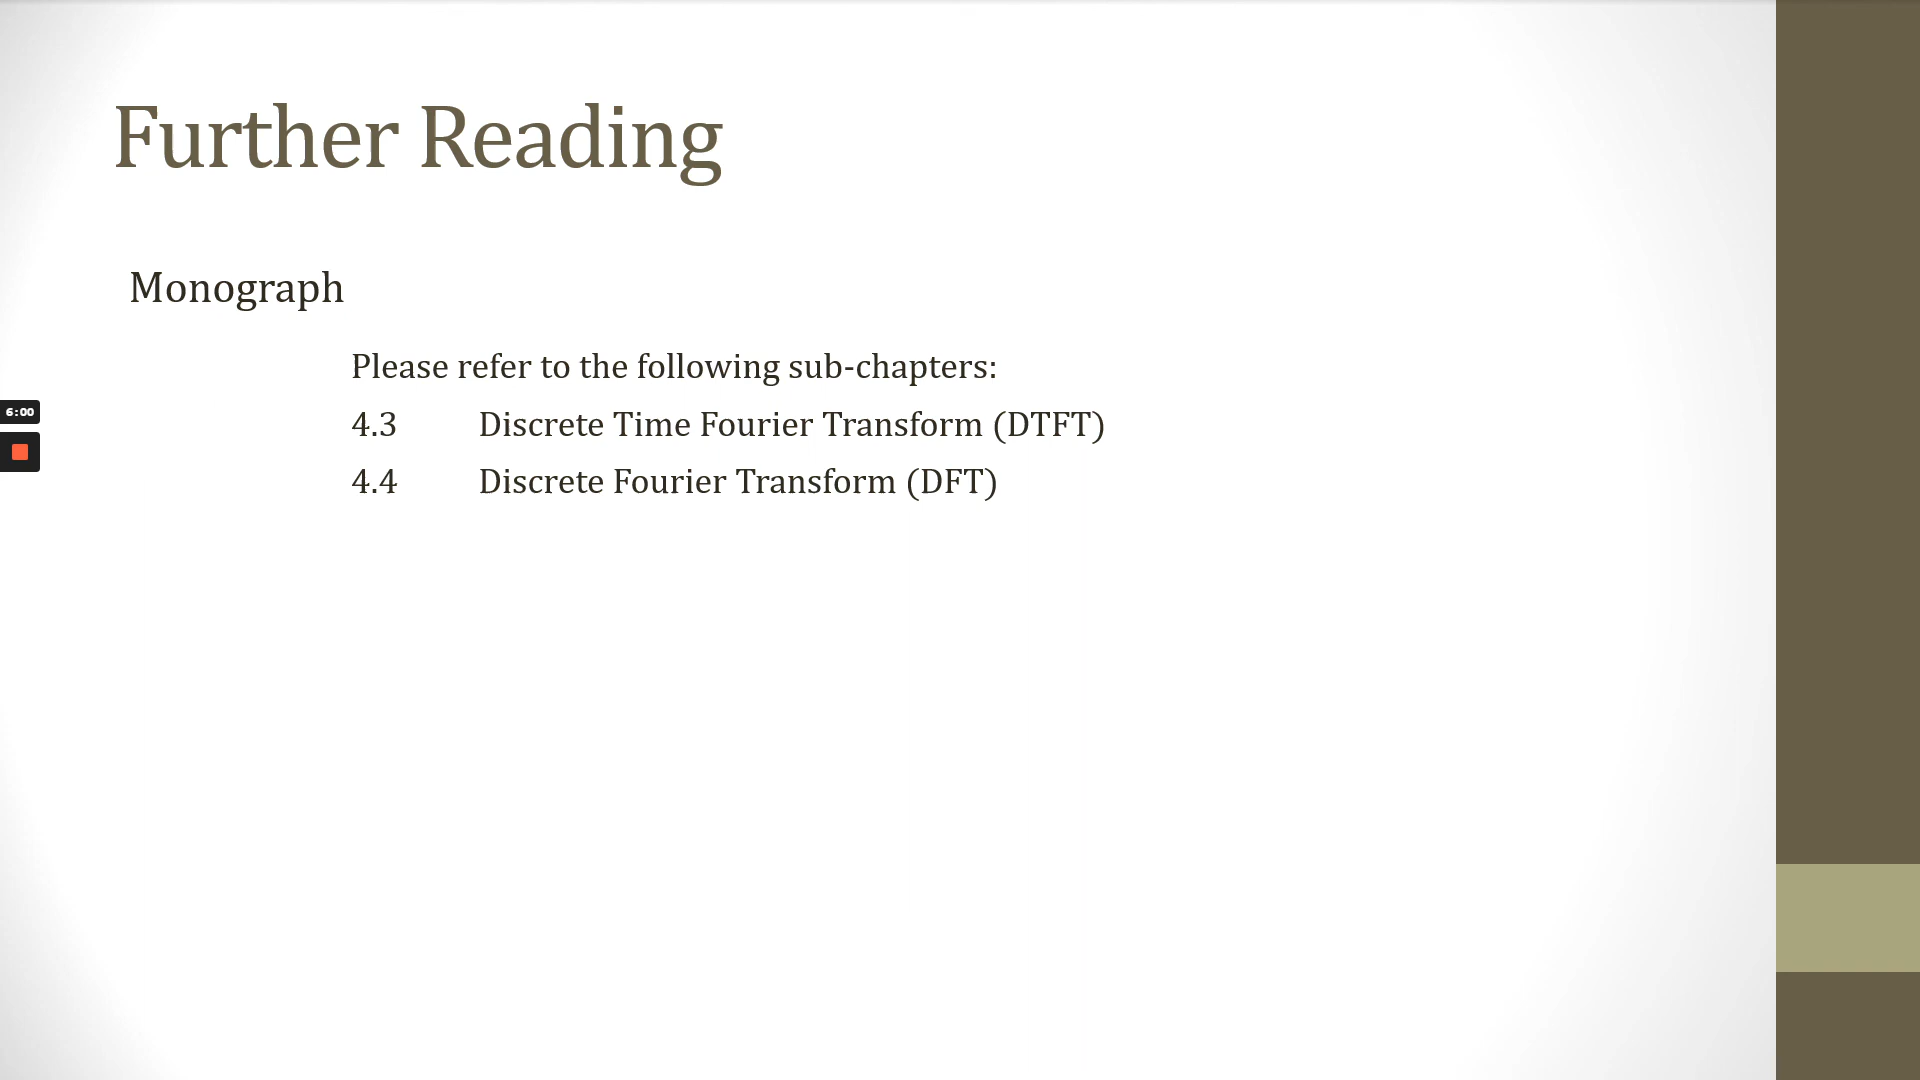 Further Reading
Monograph
Please refer to the following sub-chapters:
4.3 Discrete Time Fourier Transform (DTFT)
4.4 Discrete Fourier Transform (DFT)
6:00